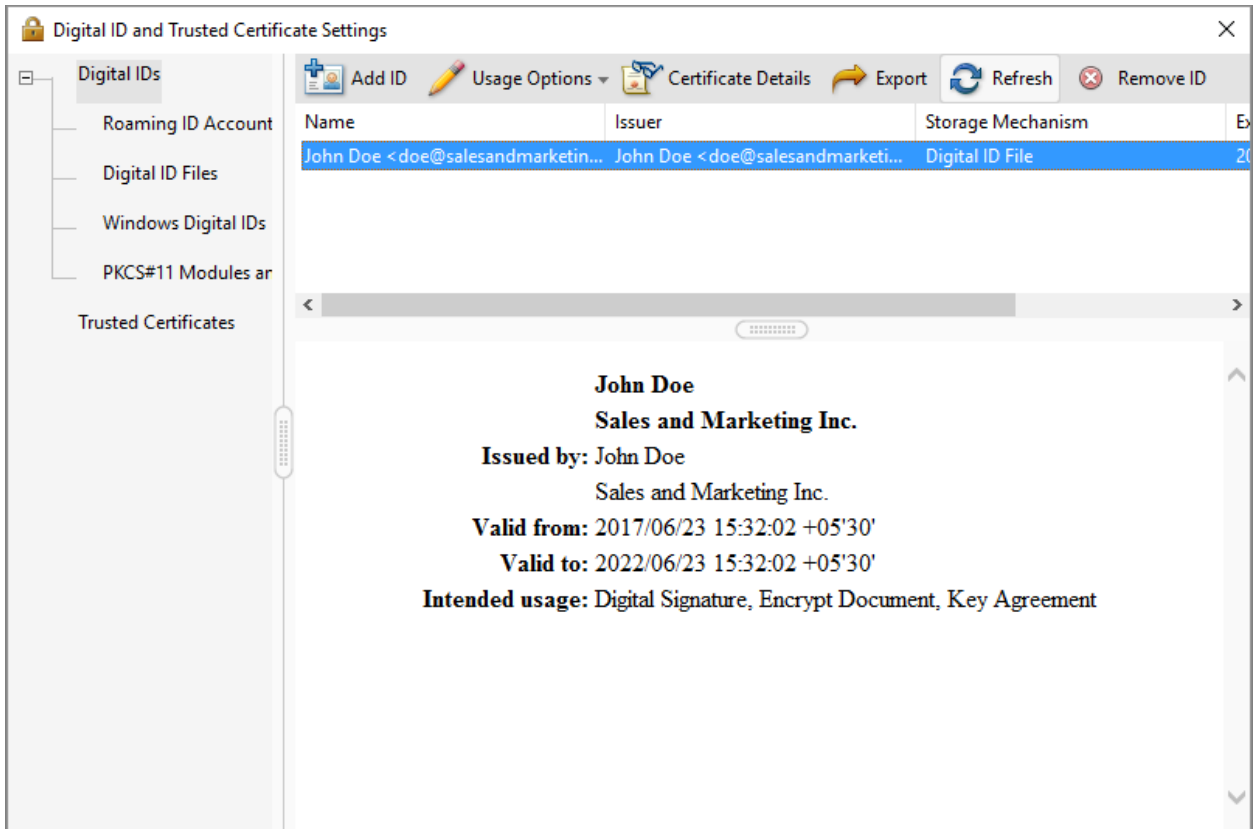 Digital ID and Trusted Certificate Settings
Digital IDs
Roaming ID Account
Digital ID Files
Windows Digital IDs
PKCS#11 Modules an
Trusted Certificates
Add ID Usage Options Certificate Details Export Refresh Remove ID
Name Issuer Storage Mechanism Ex
John Doe <doe@salesandmarketin... John Doe <doe@salesandmarketi... Digital ID File 20
John Doe
Sales and Marketing Inc.
Issued by: John Doe
Sales and Marketing Inc.
Valid from: 2017/06/23 15:32:02 +05'30'
Valid to: 2022/06/23 15:32:02 +05'30'
Intended usage: Digital Signature, Encrypt Document, Key Agreement